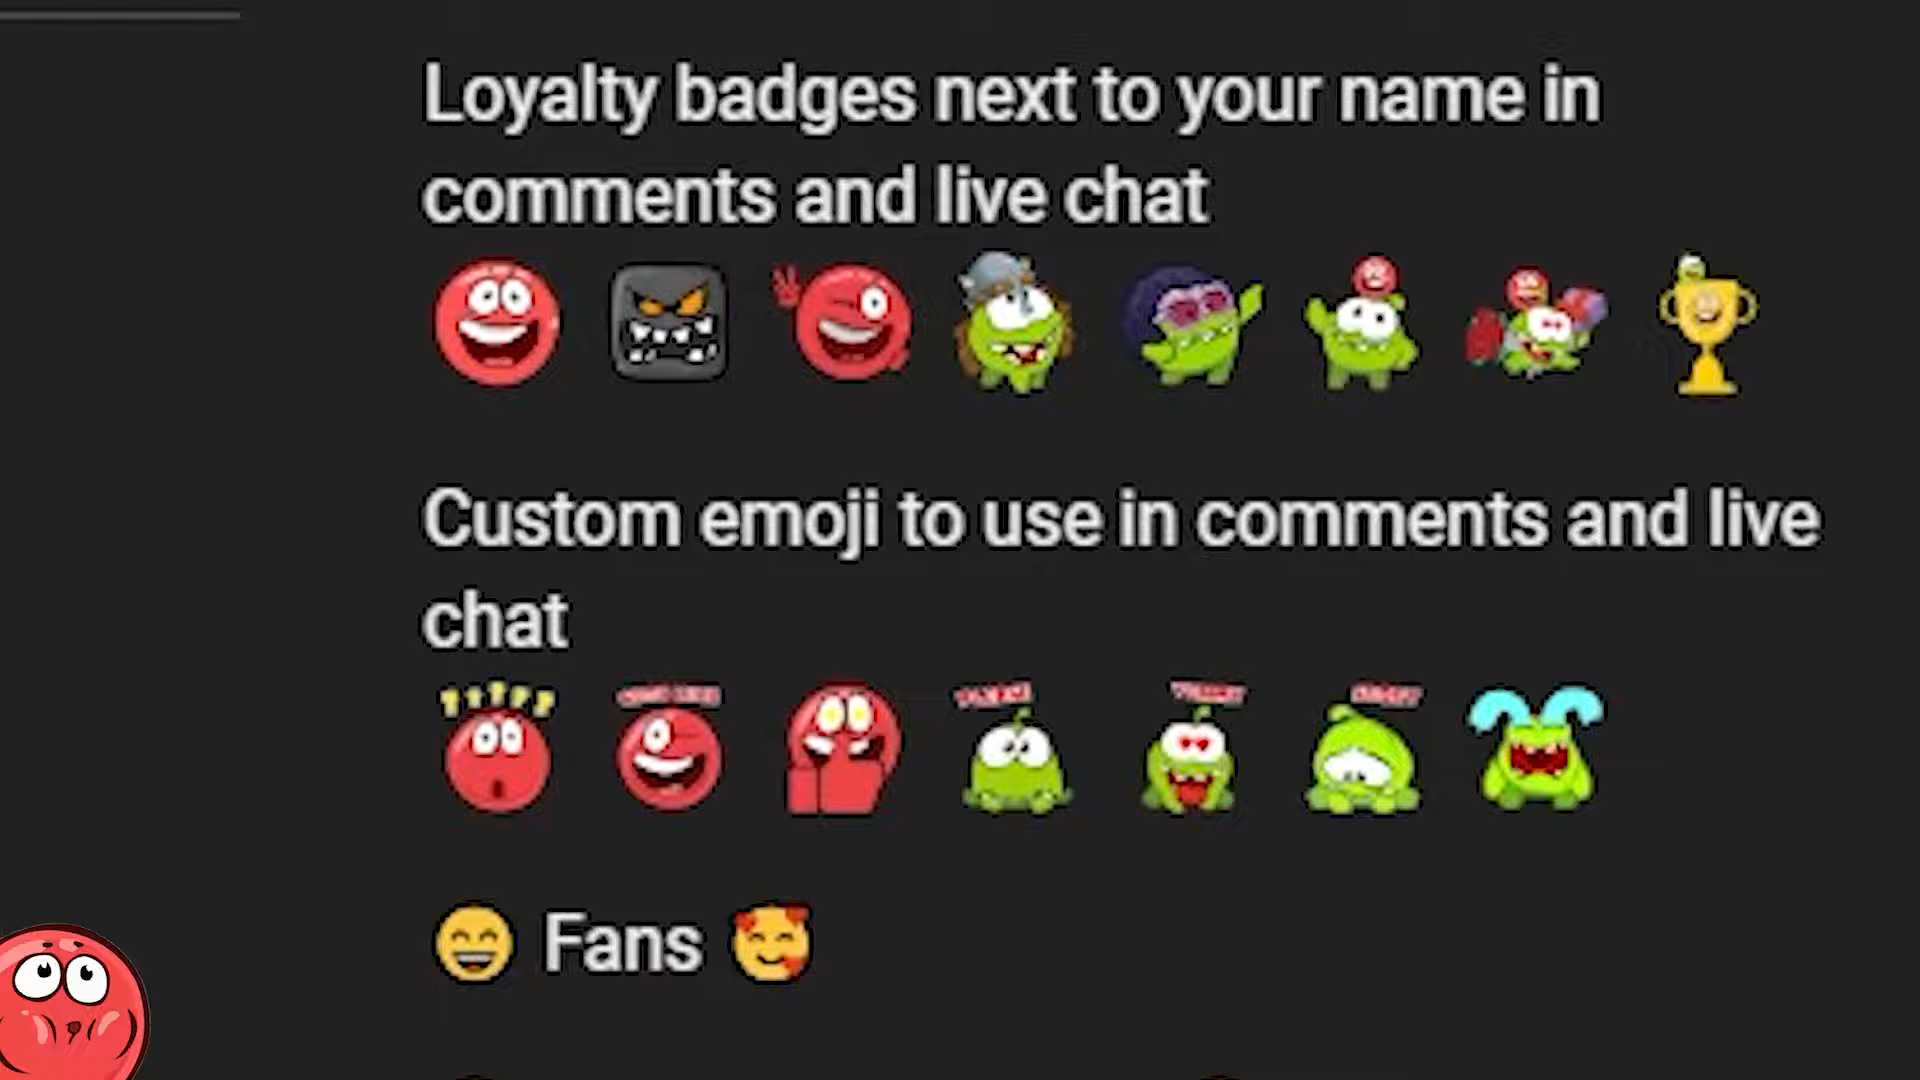 Loyalty badges next to your name in
comments and live chat
Custom emoji to use in comments and live
chat
Fans